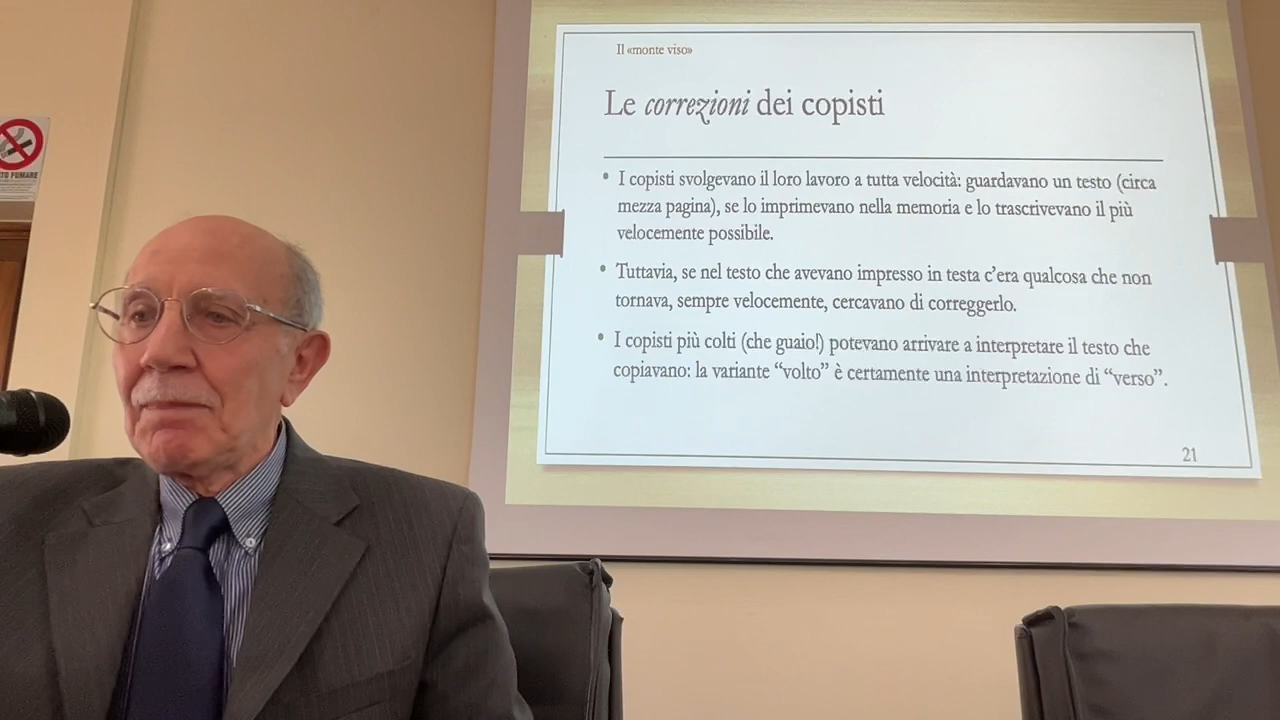 Il «monte viso»
Le correzioni dei copisti
• I copisti svolgevano il loro lavoro a tutta velocità: guardavano un testo (circa
mezza pagina), se lo imprimevano nella memoria e lo trascrivevano il più
velocemente possibile.
• Tuttavia, se nel testo che avevano impresso in testa c’era qualcosa che non
tornava, sempre velocemente, cercavano di correggerlo.
• I copisti più colti (che guaio!) potevano arrivare a interpretare il testo che
copiavano: la variante “volto” è certamente una interpretazione di “verso”.
21
FUMARE